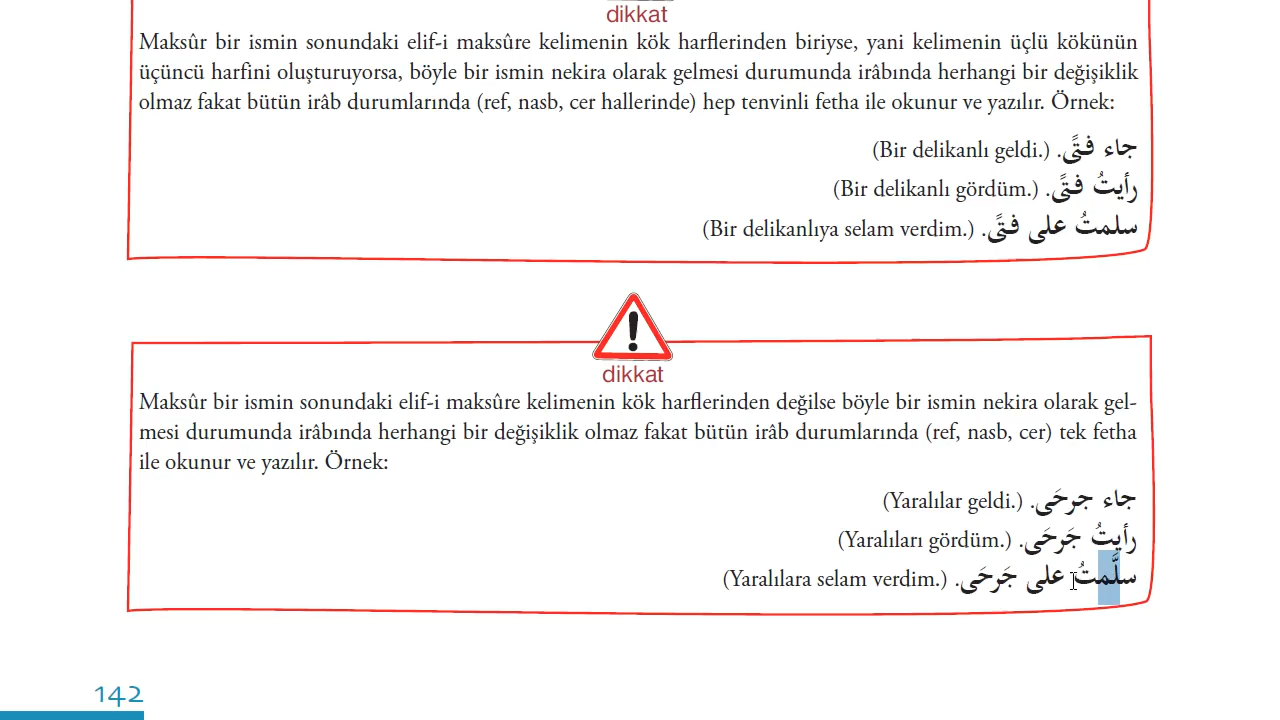 dikkat
Maksûr bir ismin sonundaki elif-i maksûre kelimenin kök harflerinden biriyse, yani kelimenin üçlü kökünün
üçüncü harfini oluşturuyorsa, böyle bir ismin nekira olarak gelmesi durumunda irâbında herhangi bir değişiklik
olmaz fakat bütün irâb durumlarında (ref, nasb, cer hallerinde) hep tenvinli fetha ile okunur ve yazılır. Örnek:
جاء فتًى. (Bir delikanlı geldi.)
رأيتُ فتًى. (Bir delikanlı gördüm.)
سلمتُ على فتًى. (Bir delikanlıya selam verdim.)
dikkat
Maksûr bir ismin sonundaki elif-i maksûre kelimenin kök harflerinden değilse böyle bir ismin nekira olarak gel-
mesi durumunda irâbında herhangi bir değişiklik olmaz fakat bütün irâb durumlarında (ref, nasb, cer) tek fetha
ile okunur ve yazılır. Örnek:
جاء جرحَى. (Yaralılar geldi.)
رأيتُ جَرحَى. (Yaralıları gördüm.)
سلَّمتُ على جَرحَى. (Yaralılara selam verdim.)
142